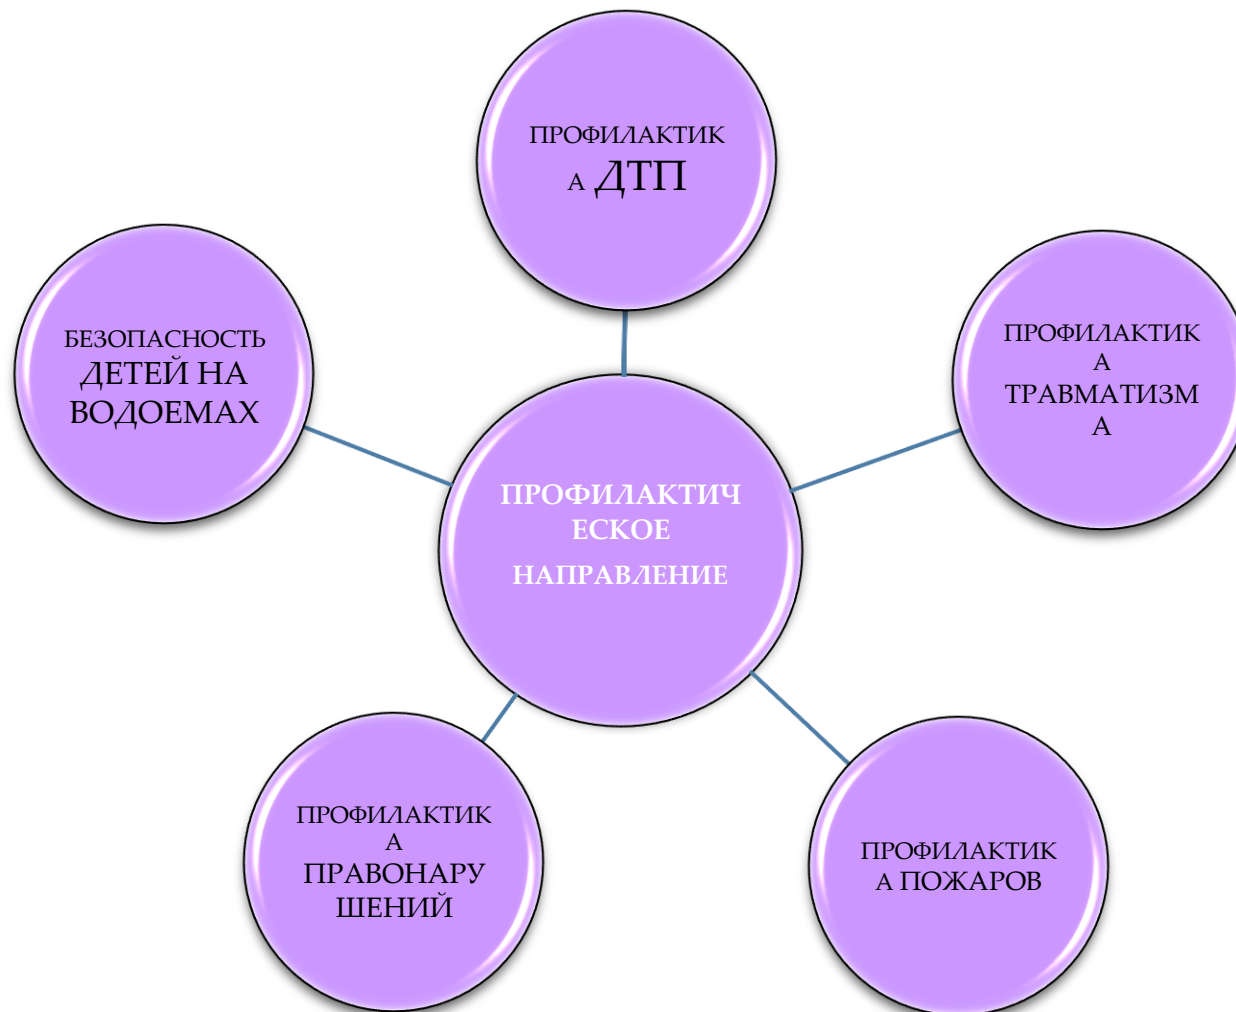 ПРОФИЛАКТИК
А ДТП
БЕЗОПАСНОСТЬ
ДЕТЕЙ НА
ВОДОЕМАХ
ПРОФИЛАКТИК
А
ТРАВМАТИЗМ
А
ПРОФИЛАКТИЧ
ЕСКОЕ
НАПРАВЛЕНИЕ
ПРОФИЛАКТИК
А
ПРАВОНАРУ
ШЕНИЙ
ПРОФИЛАКТИК
А ПОЖАРОВ